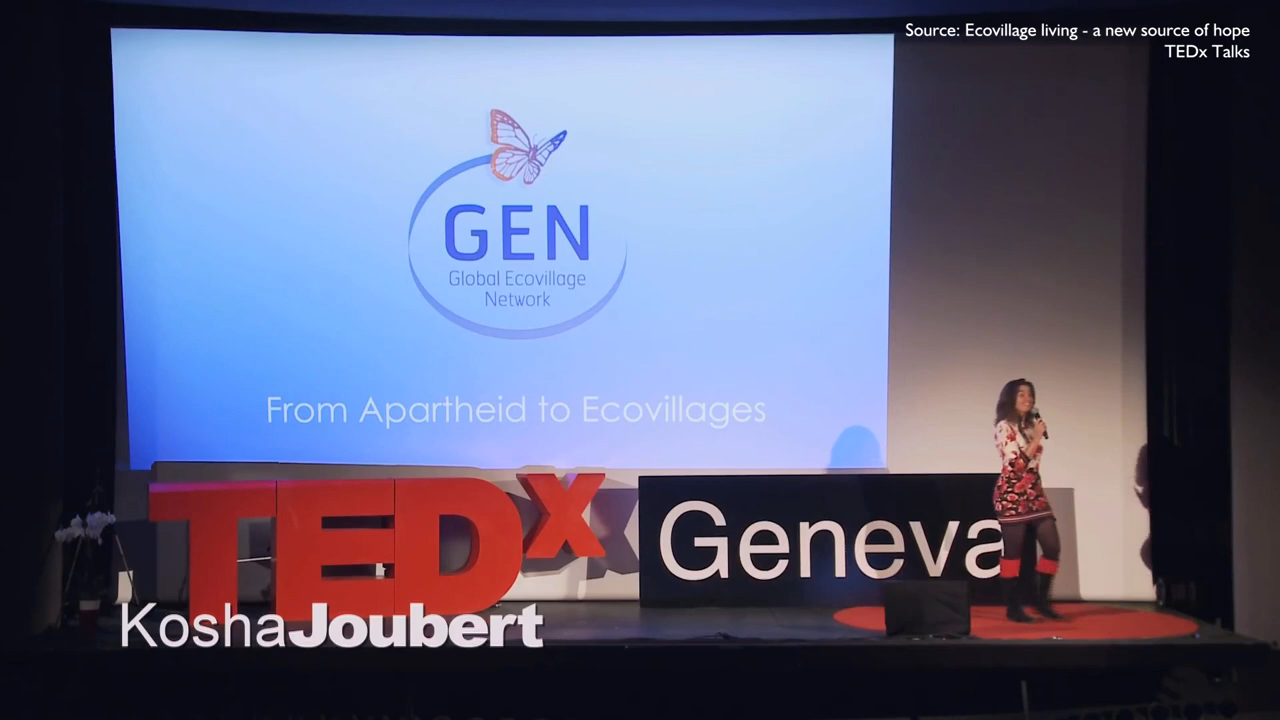 Source: Ecovillage living - a new source of hope
TEDx Talks
GEN
Global Ecovillage
Network
From Apartheid to Ecovillages
TEDx
Geneva
KoshaJoubert